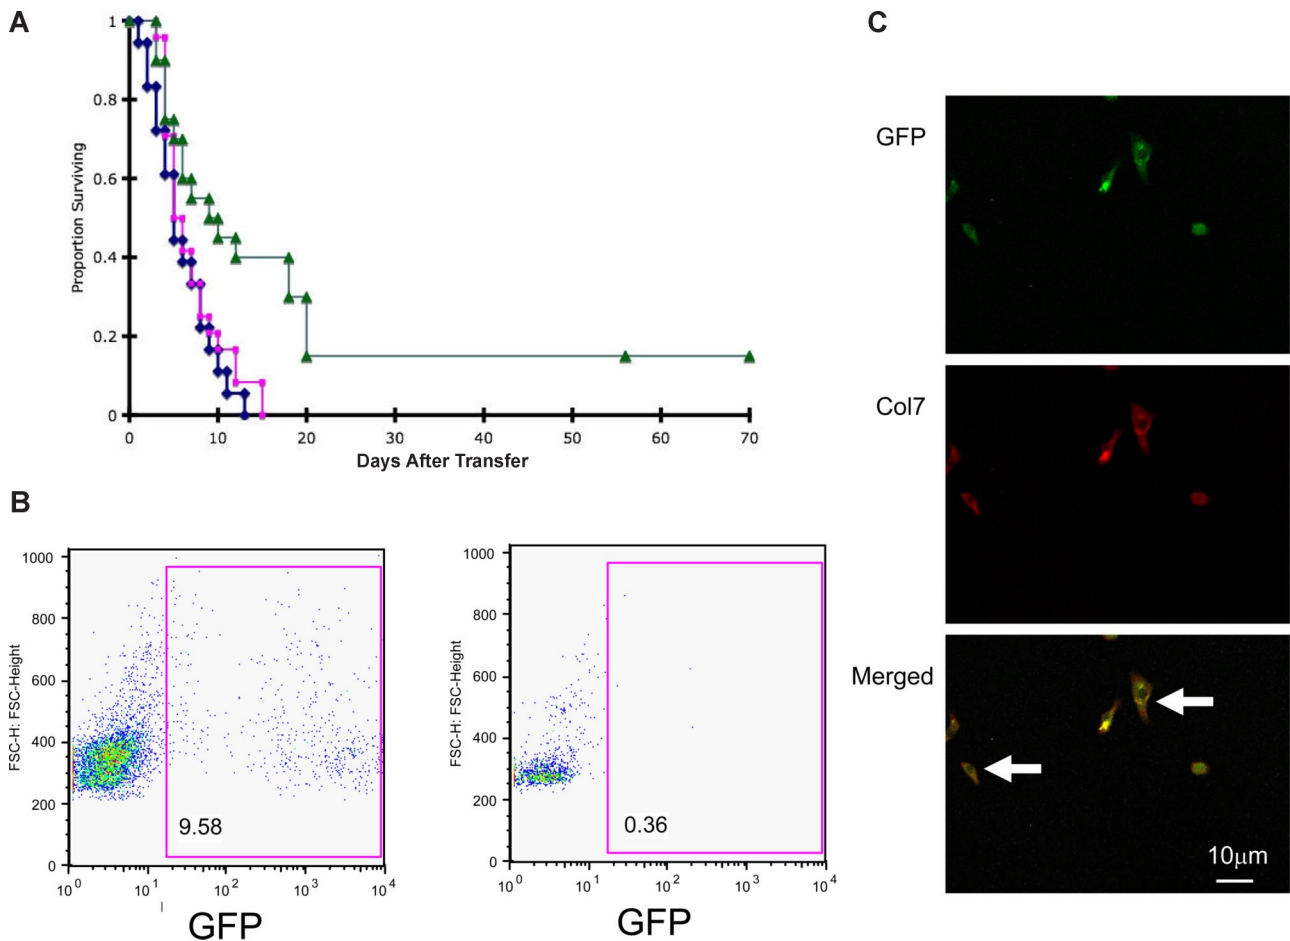 A
1
0.8
0.6
0.4
0.2
0
Proportion Surviving
0 10 20 30 40 50 60 70
Days After Transfer
B
1000
800
600
400
200
0
FSC-H: FSC-Height
9.58
10^0 10^1 10^2 10^3 10^4
GFP
1000
800
600
400
200
0
FSC-H: FSC-Height
0.36
10^0 10^1 10^2 10^3 10^4
GFP
C
GFP
Col7
Merged
10µm